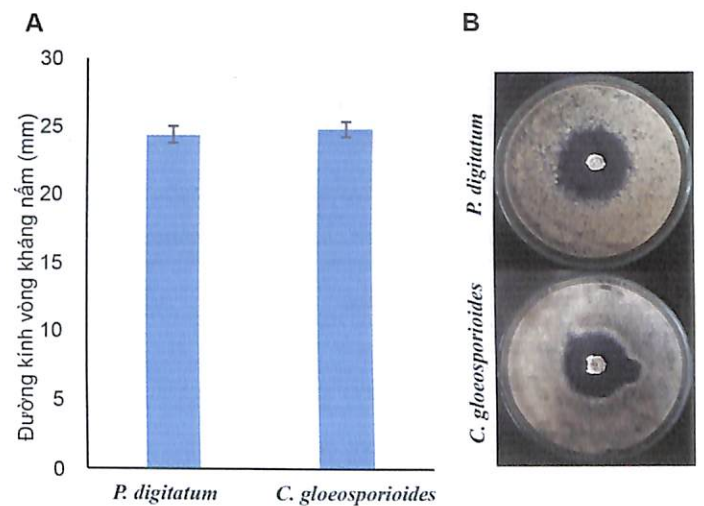 A
Đường kính vòng kháng nấm (mm)
30
25
20
15
10
5
0
P. digitatum
C. gloeosporioides
B
P. digitatum
C. gloeosporioides